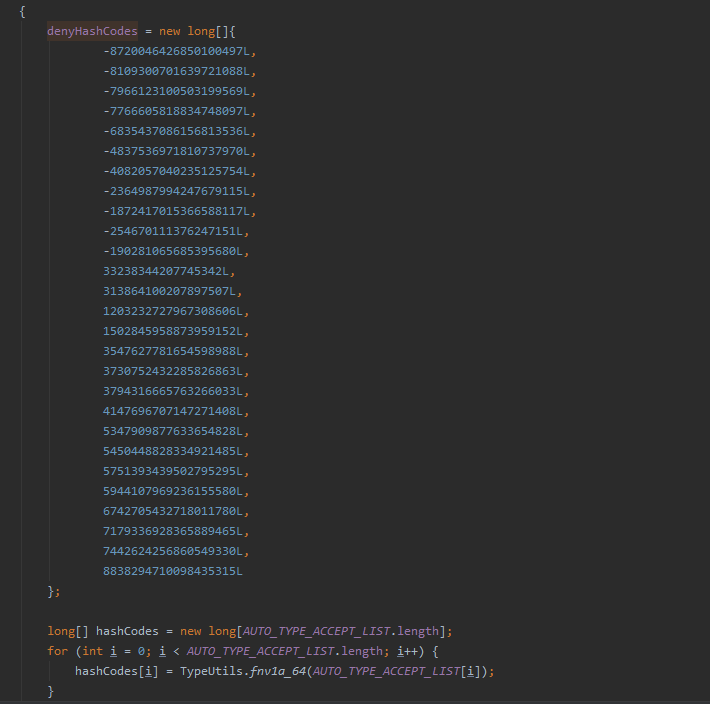 {
denyHashCodes = new long[]{
-8720046426850100497L,
-8109300701639721088L,
-7966123100503199569L,
-7766605818834748097L,
-6835437086156813536L,
-4837536971810737970L,
-4082057040235125754L,
-2364987994247679115L,
-1872417015366588117L,
-254670111376247151L,
-190281065685395680L,
33238344207745342L,
313864100207897507L,
1203232727967308606L,
1502845958873959152L,
3547627781654598988L,
3730752432285826863L,
3794316665763266033L,
4147696707147271408L,
5347909877633654828L,
5450448828334921485L,
5751393439502795295L,
5944107969236155580L,
6742705432718011780L,
7179336928365889465L,
7442624256860549330L,
8838294710098435315L
};
long[] hashCodes = new long[AUTO_TYPE_ACCEPT_LIST.length];
for (int i = 0; i < AUTO_TYPE_ACCEPT_LIST.length; i++) {
hashCodes[i] = TypeUtils.fnv1a_64(AUTO_TYPE_ACCEPT_LIST[i]);
}